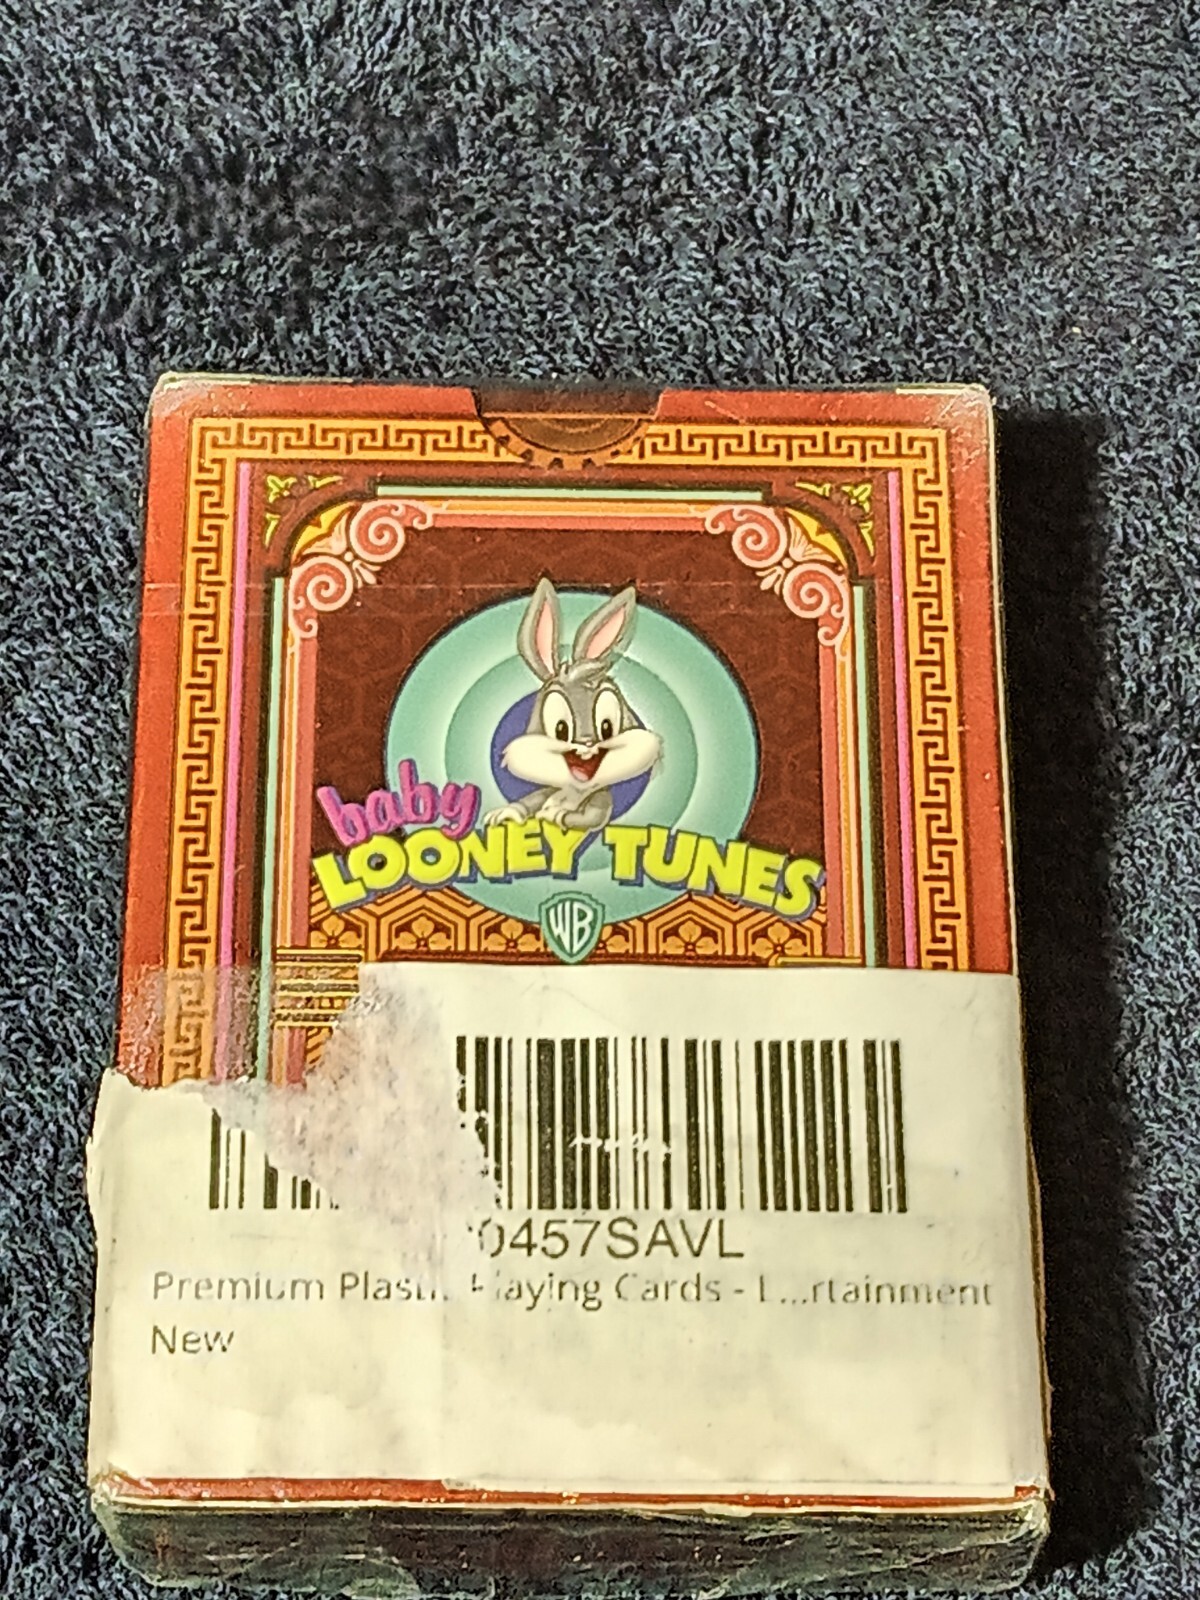 baby
LOONEY TUNES
WB
0457SAVL
Premium Playing Cards -
New